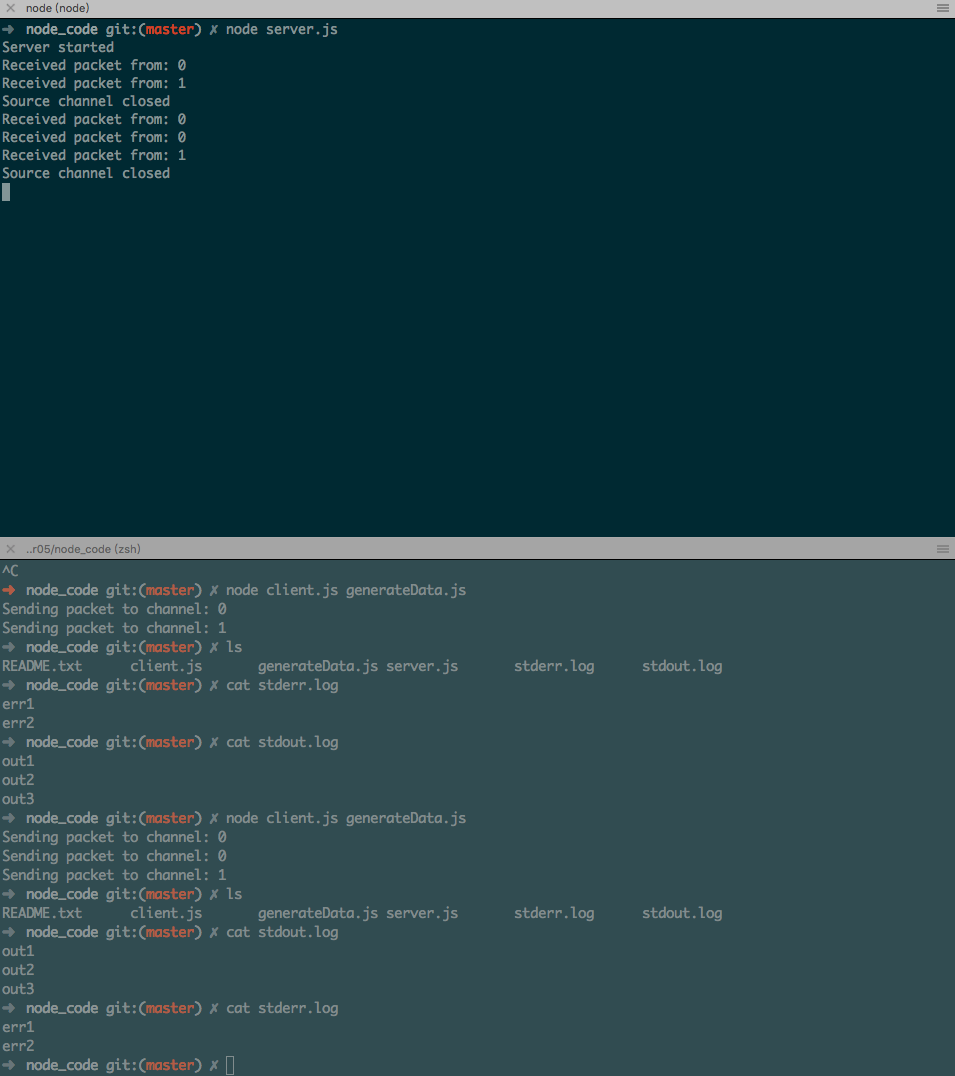 node (node)
➜ node_code git:(master) ✗ node server.js
Server started
Received packet from: 0
Received packet from: 1
Source channel closed
Received packet from: 0
Received packet from: 0
Received packet from: 1
Source channel closed
..r05/node_code (zsh)
^C
➜ node_code git:(master) ✗ node client.js generateData.js
Sending packet to channel: 0
Sending packet to channel: 1
➜ node_code git:(master) ✗ ls
README.txt client.js generateData.js server.js stderr.log stdout.log
➜ node_code git:(master) ✗ cat stderr.log
err1
err2
➜ node_code git:(master) ✗ cat stdout.log
out1
out2
out3
➜ node_code git:(master) ✗ node client.js generateData.js
Sending packet to channel: 0
Sending packet to channel: 0
Sending packet to channel: 1
➜ node_code git:(master) ✗ ls
README.txt client.js generateData.js server.js stderr.log stdout.log
➜ node_code git:(master) ✗ cat stdout.log
out1
out2
out3
➜ node_code git:(master) ✗ cat stderr.log
err1
err2
➜ node_code git:(master) ✗